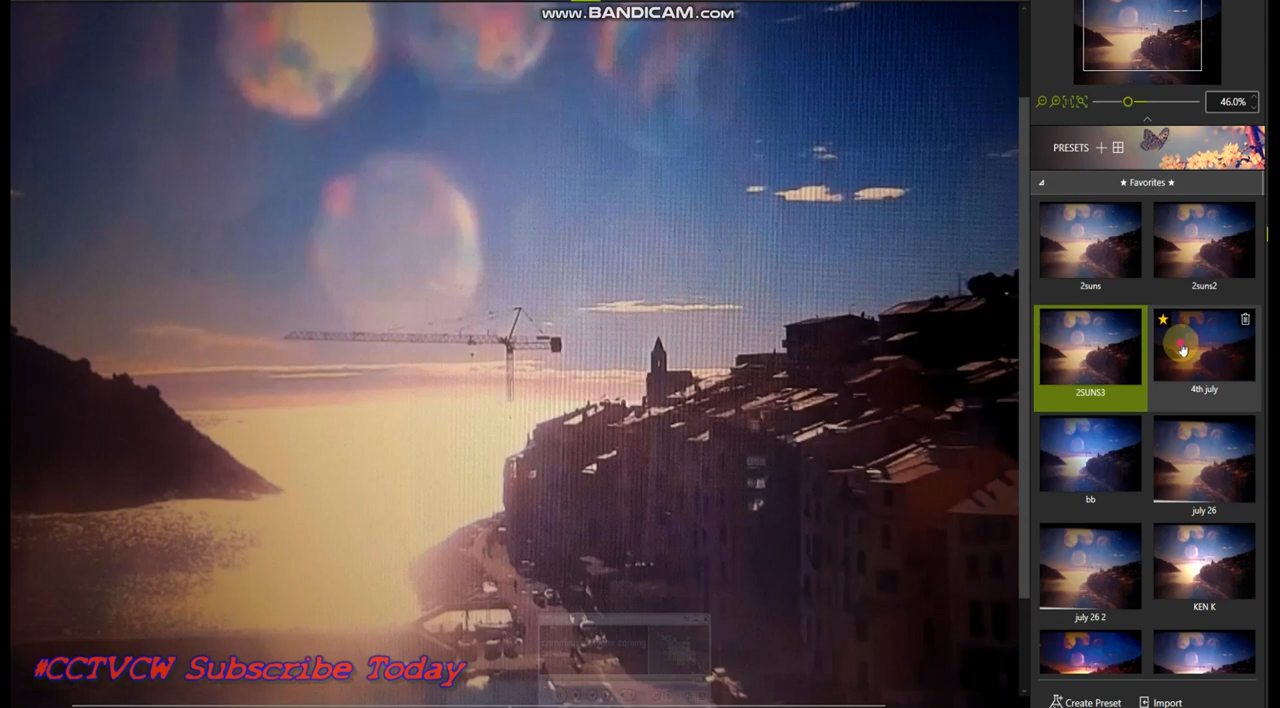 www.BANDICAM.com
46.0%
PRESETS
★ Favorites ★
2suns
2suns2
2SUNS3
4th july
bb
july 26
july 26 2
KEN K
Create Preset
Import
#CCTVCW Subscribe Today